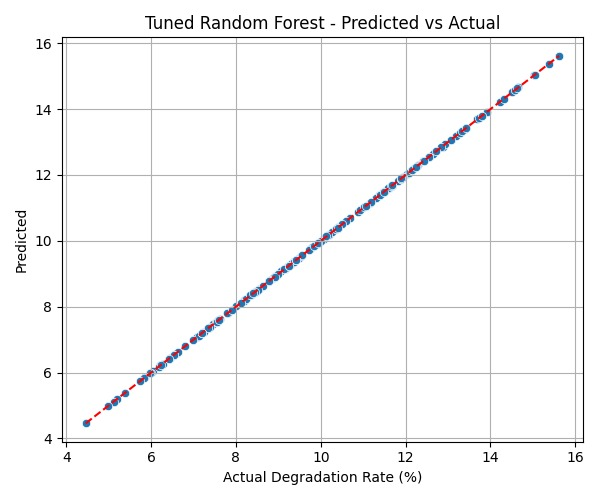 Tuned Random Forest - Predicted vs Actual
16
14
12
10
8
6
4
Predicted
4 6 8 10 12 14 16
Actual Degradation Rate (%)